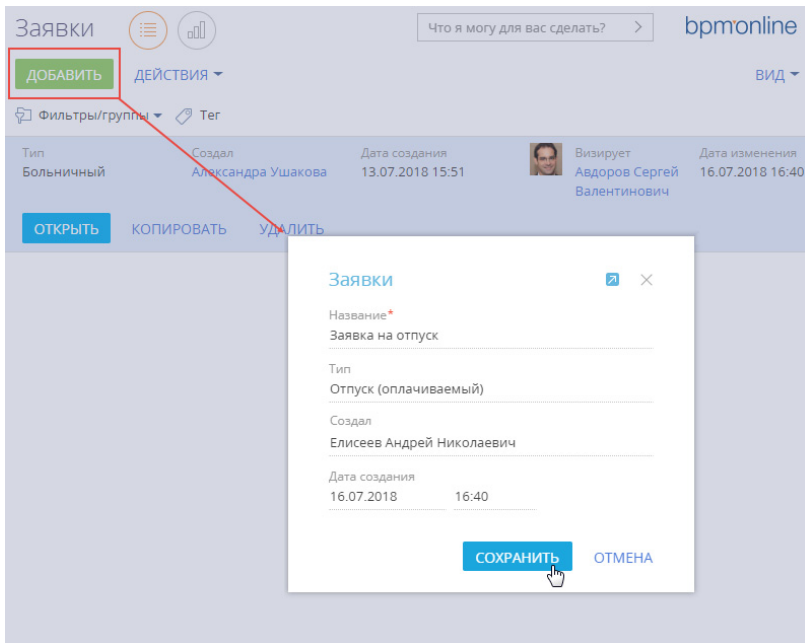 Заявки
Что я могу для вас сделать?
bpmonline
ДОБАВИТЬ
ДЕЙСТВИЯ
ВИД
Фильтры/группы
Тег
Тип
Создал
Дата создания
Визирует
Дата изменения
Больничный
Александра Ушакова
13.07.2018 15:51
Авдоров Сергей
16.07.2018 16:40
Валентинович
ОТКРЫТЬ
КОПИРОВАТЬ
УДАЛИТЬ
Заявки
Название*
Заявка на отпуск
Тип
Отпуск (оплачиваемый)
Создал
Елисеев Андрей Николаевич
Дата создания
16.07.2018
16:40
СОХРАНИТЬ
ОТМЕНА